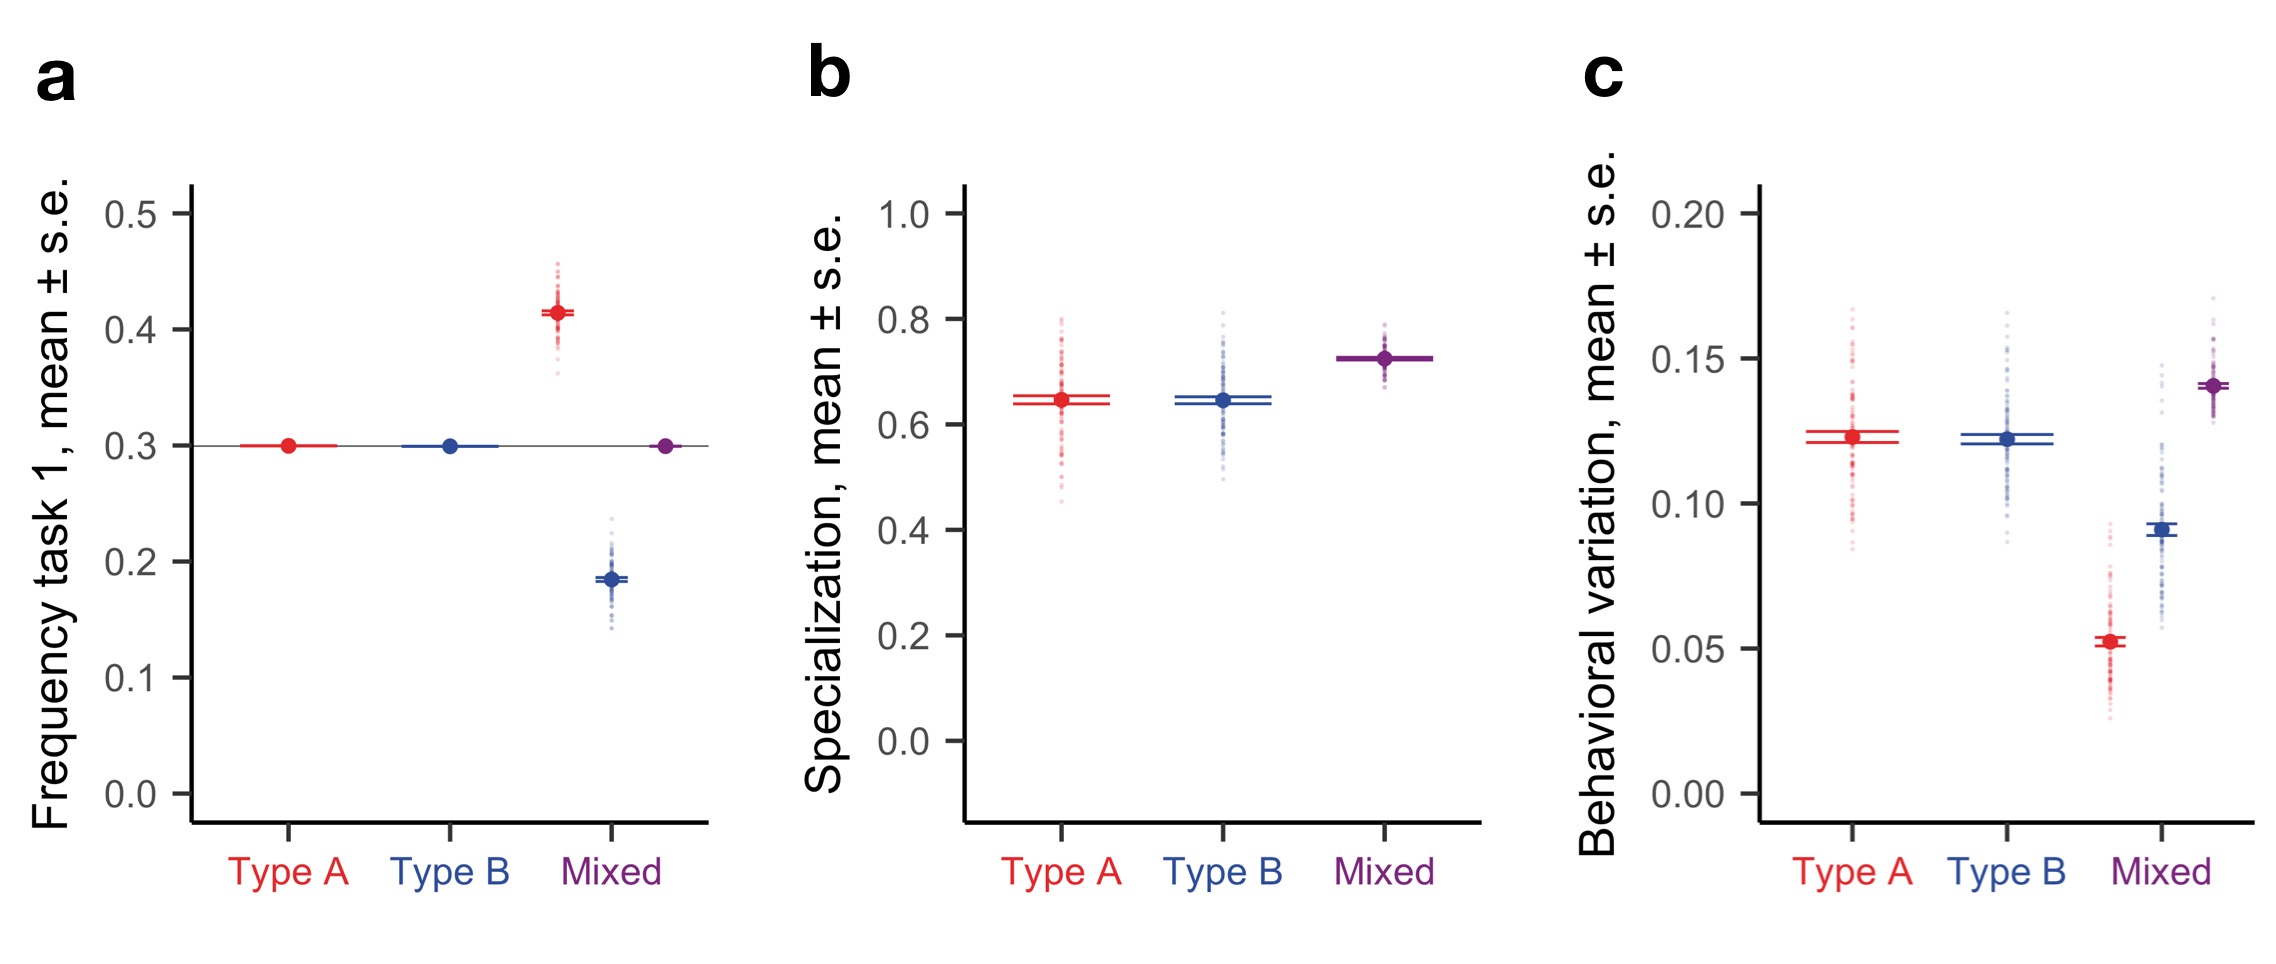 a
Frequency task 1, mean ± s.e.
0.5
0.4
0.3
0.2
0.1
0.0
Type A Type B Mixed
b
Specialization, mean ± s.e.
1.0
0.8
0.6
0.4
0.2
0.0
Type A Type B Mixed
c
Behavioral variation, mean ± s.e.
0.20
0.15
0.10
0.05
0.00
Type A Type B Mixed